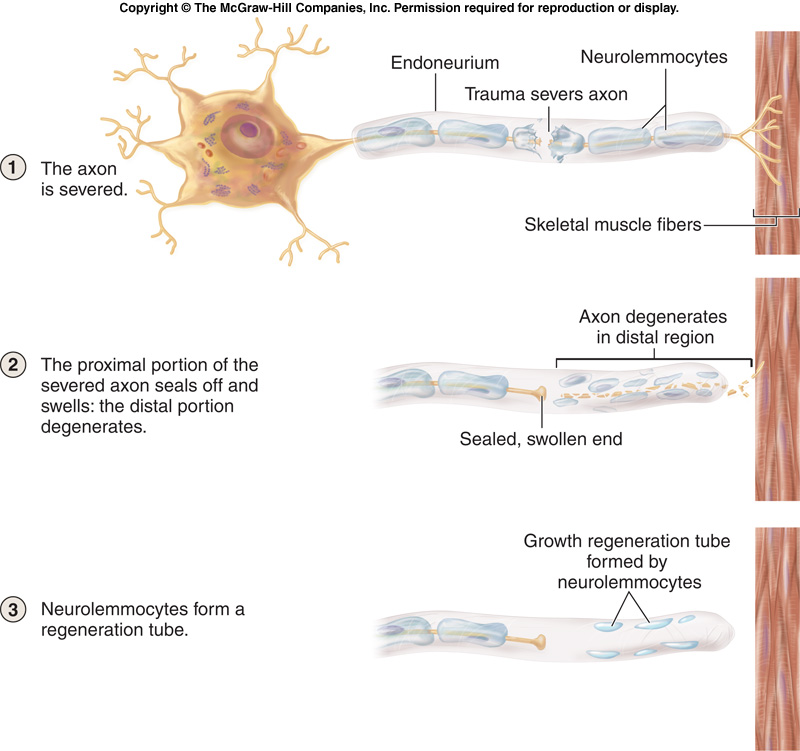 Copyright © The McGraw-Hill Companies, Inc. Permission required for reproduction or display.
Endoneurium
Neurolemmocytes
Trauma severs axon
1
The axon
is severed.
Skeletal muscle fibers
Axon degenerates
in distal region
2
The proximal portion of the
severed axon seals off and
swells: the distal portion
degenerates.
Sealed, swollen end
Growth regeneration tube
formed by
neurolemmocytes
3
Neurolemmocytes form a
regeneration tube.